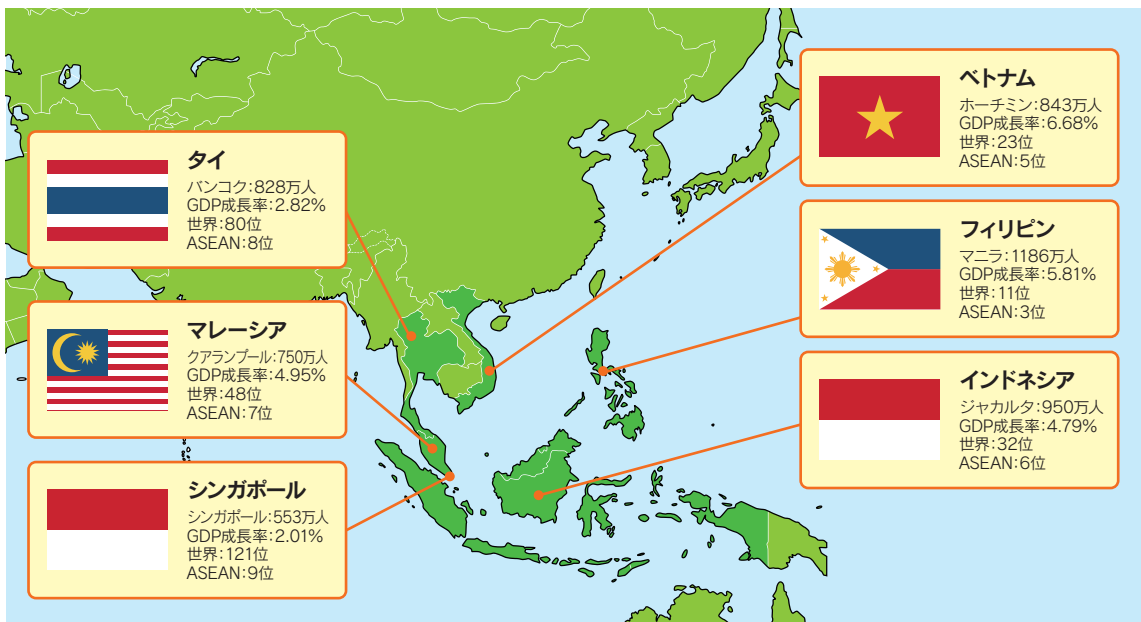 タイ
バンコク:828万人
GDP成長率:2.82%
世界:80位
ASEAN:8位
マレーシア
クアランプール:750万人
GDP成長率:4.95%
世界:48位
ASEAN:7位
シンガポール
シンガポール:553万人
GDP成長率:2.01%
世界:121位
ASEAN:9位
ベトナム
ホーチミン:843万人
GDP成長率:6.68%
世界:23位
ASEAN:5位
フィリピン
マニラ:1186万人
GDP成長率:5.81%
世界:11位
ASEAN:3位
インドネシア
ジャカルタ:950万人
GDP成長率:4.79%
世界:32位
ASEAN:6位